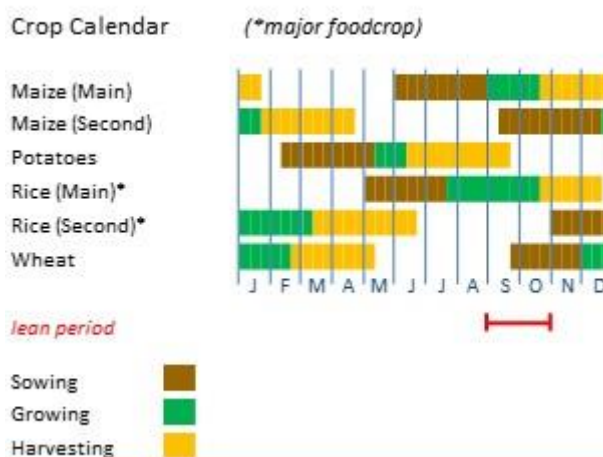 Crop Calendar (*major foodcrop)
Maize (Main)
Maize (Second)
Potatoes
Rice (Main)*
Rice (Second)*
Wheat
J F M A M J J A S O N D
lean period
Sowing
Growing
Harvesting